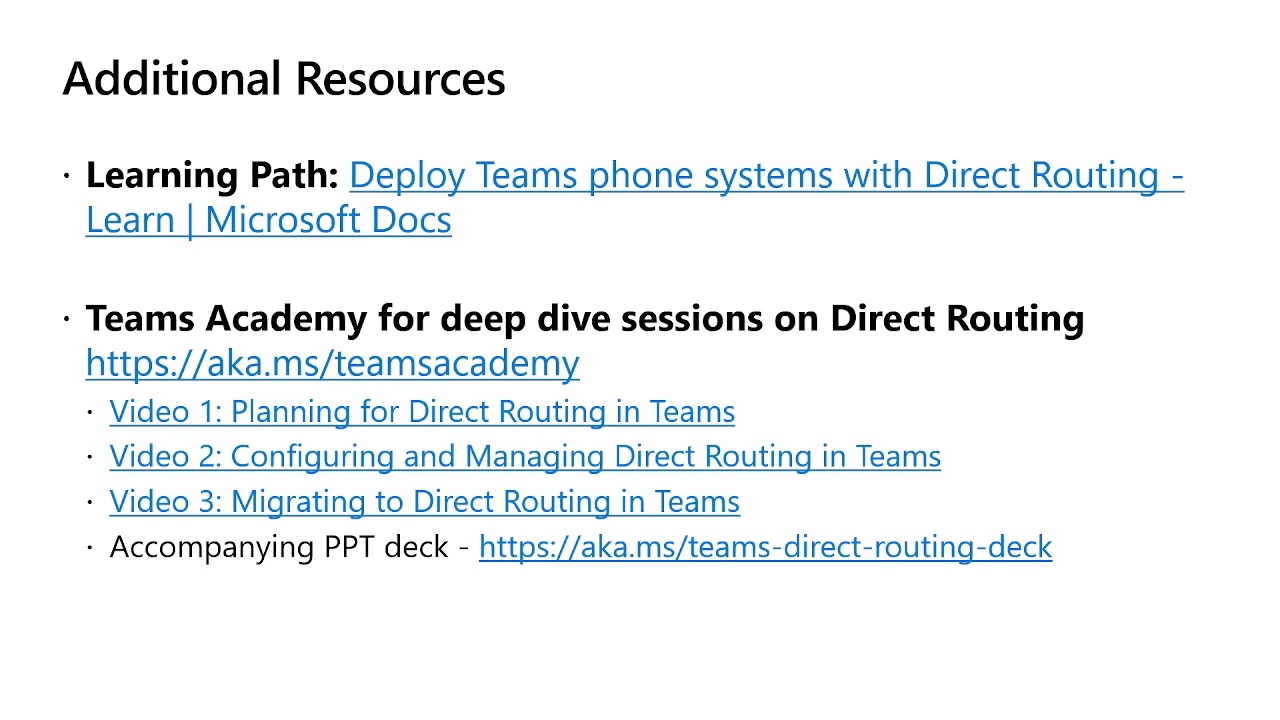 Additional Resources
· Learning Path: Deploy Teams phone systems with Direct Routing -
Learn | Microsoft Docs
· Teams Academy for deep dive sessions on Direct Routing
https://aka.ms/teamsacademy
· Video 1: Planning for Direct Routing in Teams
· Video 2: Configuring and Managing Direct Routing in Teams
· Video 3: Migrating to Direct Routing in Teams
· Accompanying PPT deck - https://aka.ms/teams-direct-routing-deck